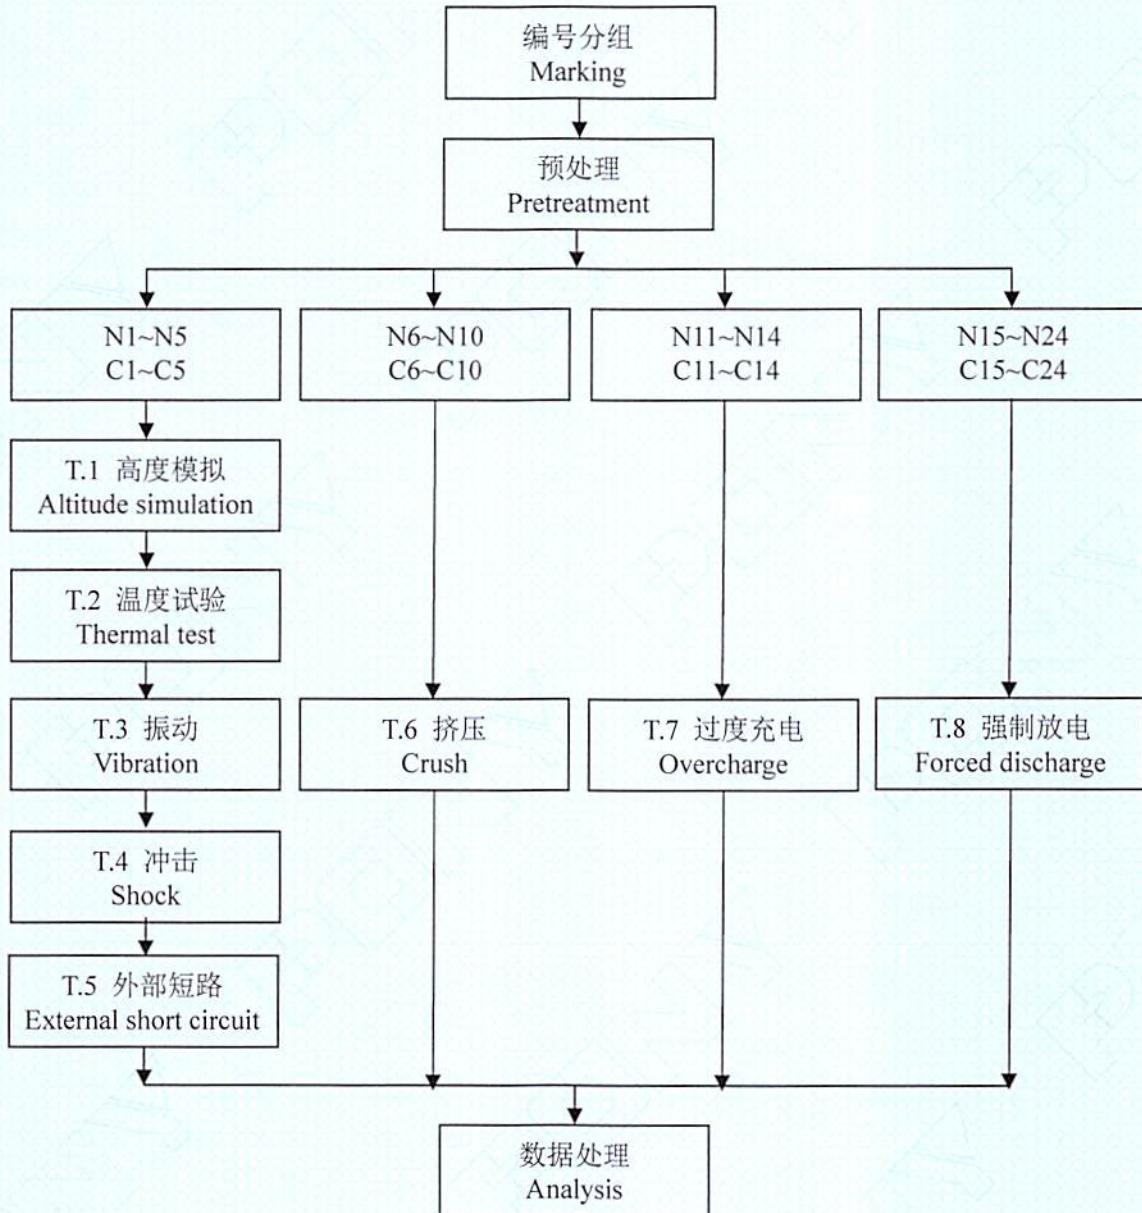 编号分组
Marking
预处理
Pretreatment
N1~N5
C1~C5
N6~N10
C6~C10
N11~N14
C11~C14
N15~N24
C15~C24
T.1 高度模拟
Altitude simulation
T.2 温度试验
Thermal test
T.3 振动
Vibration
T.6 挤压
Crush
T.7 过度充电
Overcharge
T.8 强制放电
Forced discharge
T.4 冲击
Shock
T.5 外部短路
External short circuit
数据处理
Analysis